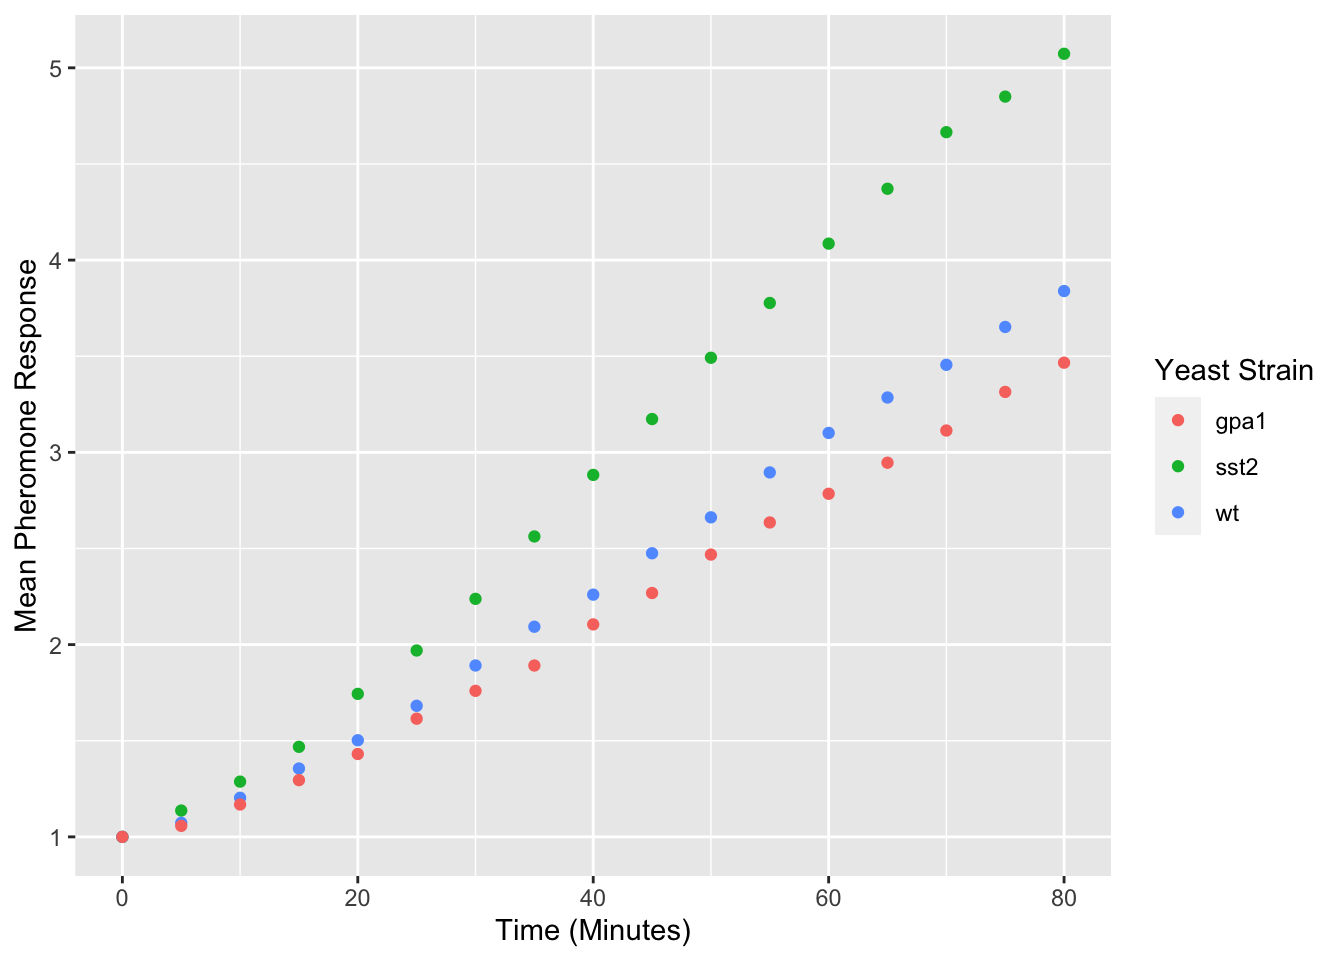 5
4
3
2
1
Mean Pheromone Response
0 20 40 60 80
Time (Minutes)
Yeast Strain
gpa1
sst2
wt